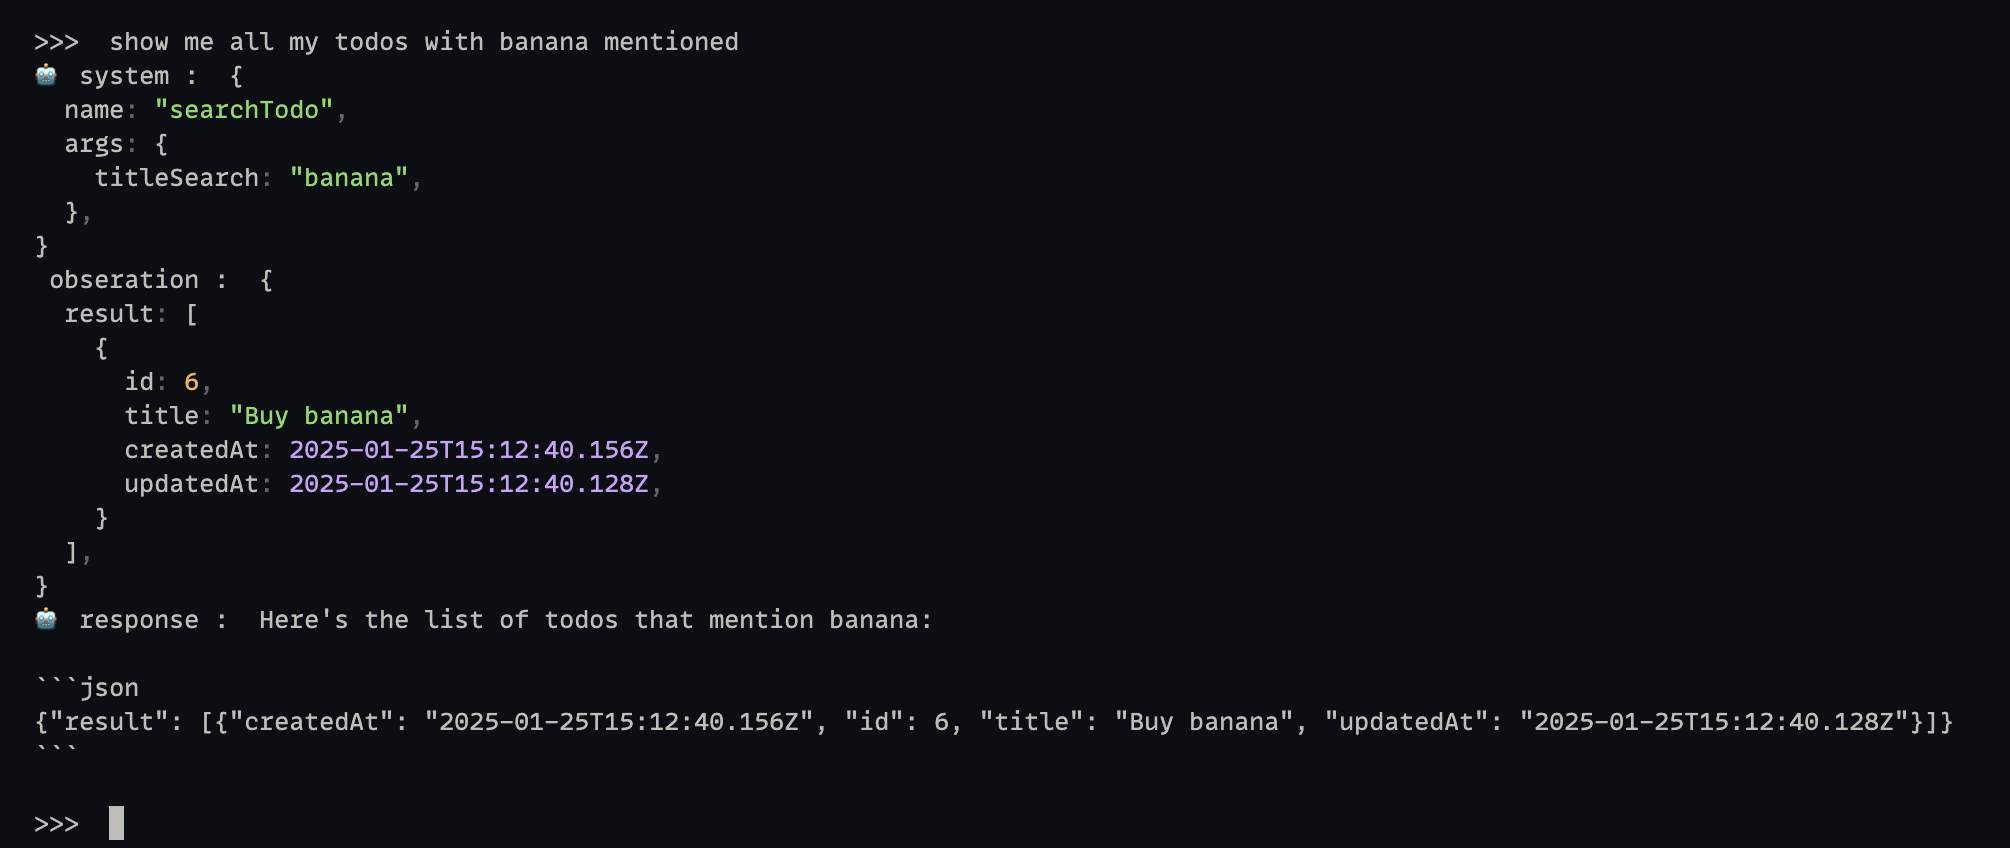 >>>  show me all my todos with banana mentioned
🤖 system :  {
  name: "searchTodo",
  args: {
    titleSearch: "banana",
  },
}
 obseration :  {
  result: [
    {
      id: 6,
      title: "Buy banana",
      createdAt: 2025-01-25T15:12:40.156Z,
      updatedAt: 2025-01-25T15:12:40.128Z,
    }
  ],
}
🤖 response :  Here's the list of todos that mention banana:

```json
{"result": [{"createdAt": "2025-01-25T15:12:40.156Z", "id": 6, "title": "Buy banana", "updatedAt": "2025-01-25T15:12:40.128Z"}]}
```

>>>